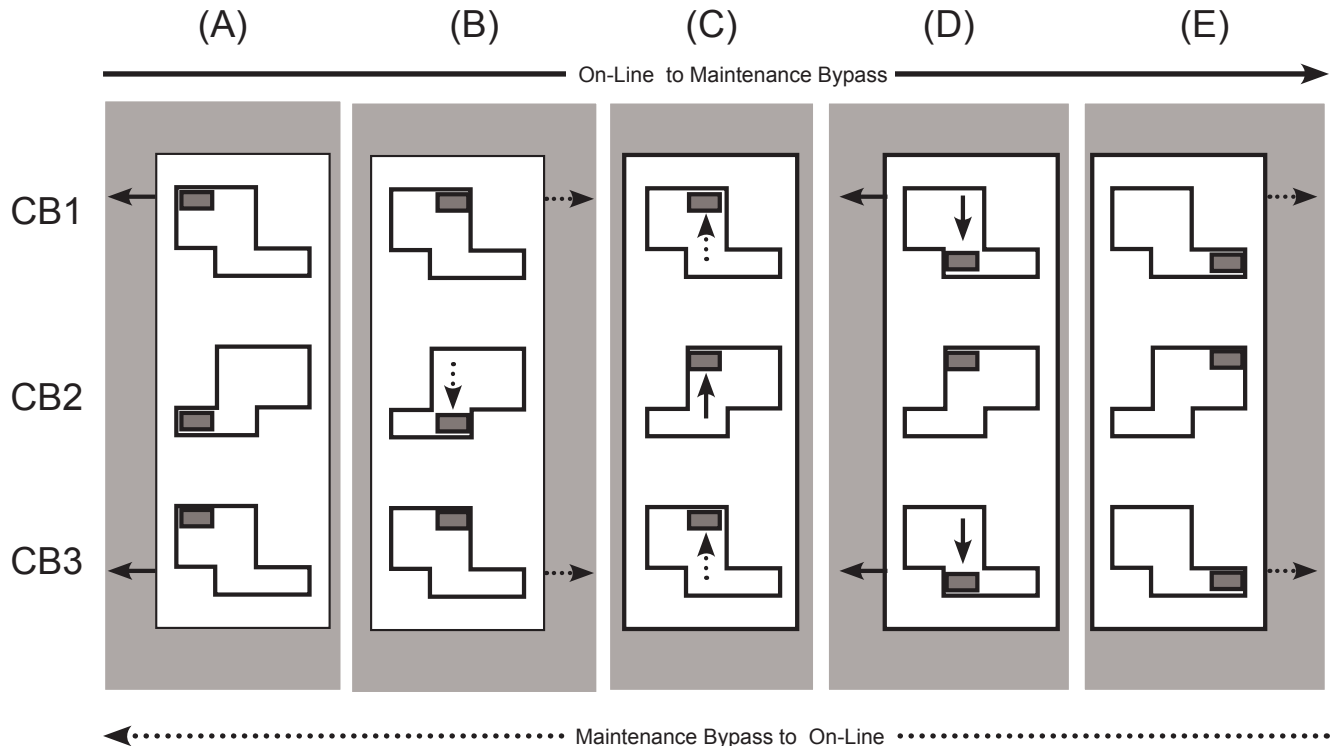 (A) (B) (C) (D) (E)
On-Line to Maintenance Bypass
CB1
CB2
CB3
Maintenance Bypass to On-Line